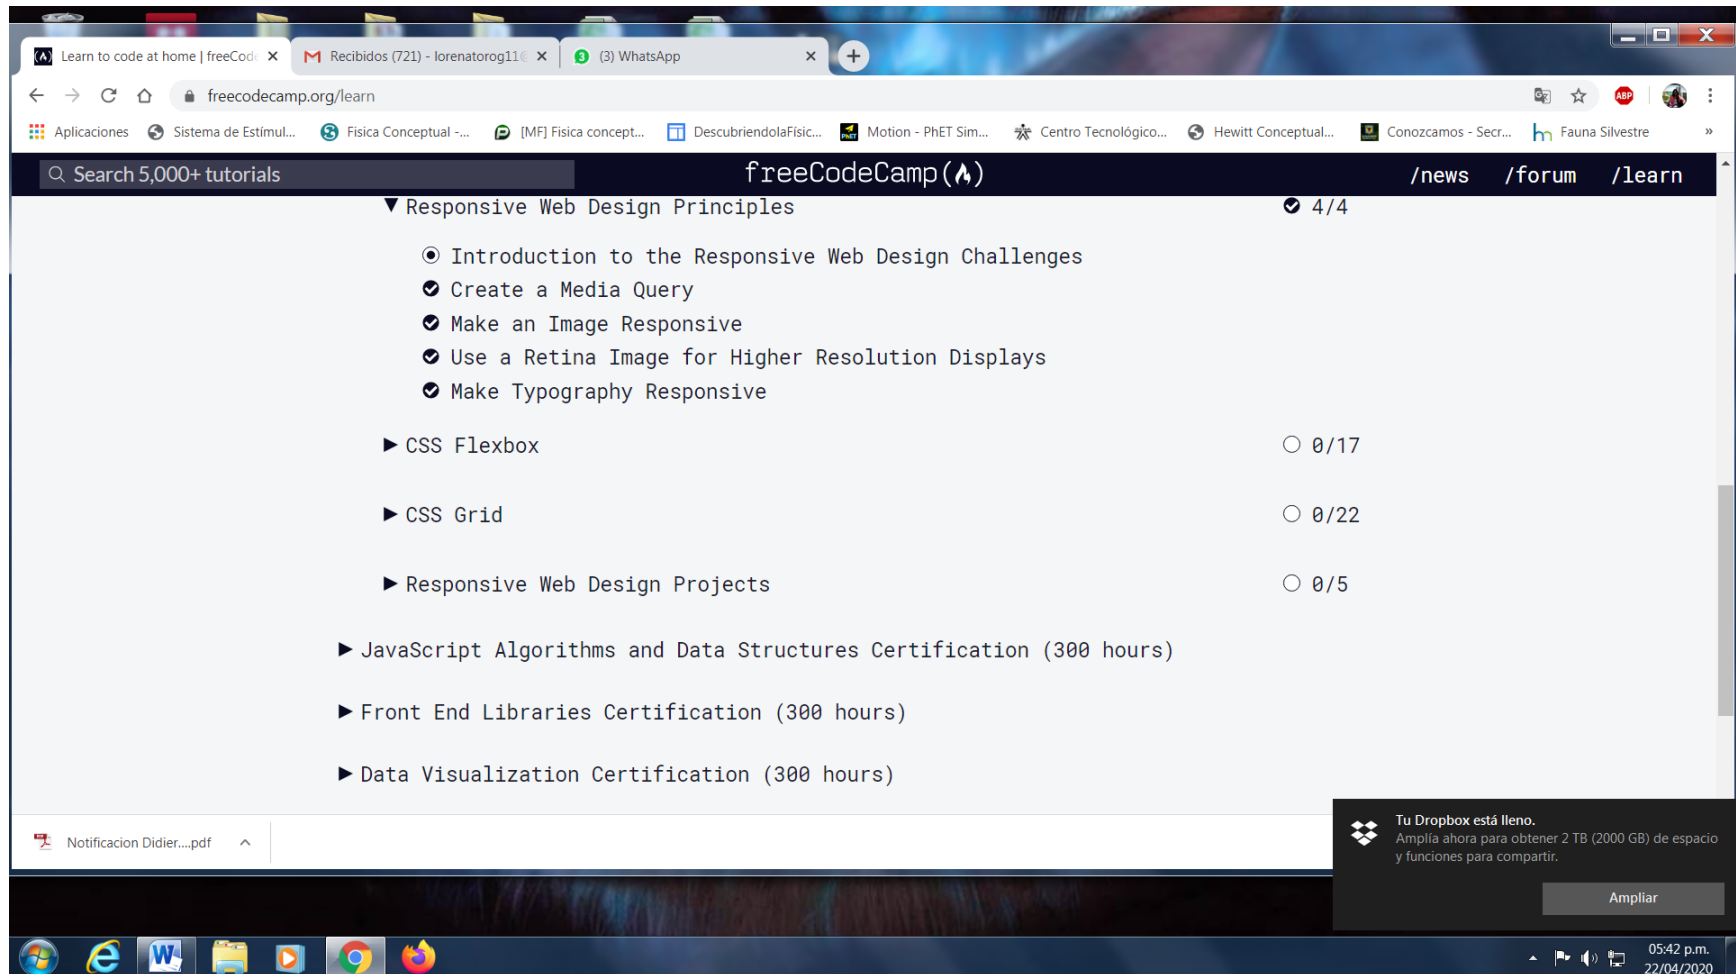 Learn to code at home | freeCode
Recibidos (721) - lorenatorog11@
(3) WhatsApp
freecodecamp.org/learn
ABP
Aplicaciones
Sistema de Estímul...
Fisica Conceptual -...
[MF] Fisica concept...
DescubriendolaFísic...
Motion - PhET Sim...
Centro Tecnológico...
Hewitt Conceptual...
Conozcamos - Secr...
Fauna Silvestre
»
Search 5,000+ tutorials
freeCodeCamp
/news /forum /learn
Responsive Web Design Principles 4/4
Introduction to the Responsive Web Design Challenges
Create a Media Query
Make an Image Responsive
Use a Retina Image for Higher Resolution Displays
Make Typography Responsive
CSS Flexbox 0/17
CSS Grid 0/22
Responsive Web Design Projects 0/5
JavaScript Algorithms and Data Structures Certification (300 hours)
Front End Libraries Certification (300 hours)
Data Visualization Certification (300 hours)
Notificacion Didier....pdf
Tu Dropbox está lleno.
Amplía ahora para obtener 2 TB (2000 GB) de espacio
y funciones para compartir.
Ampliar
05:42 p.m.
22/04/2020